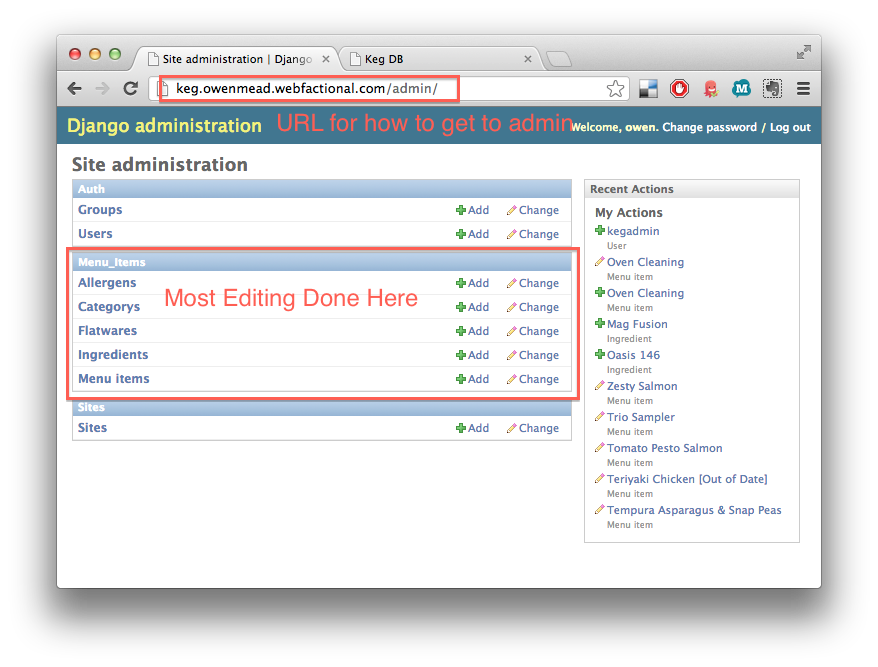 Site administration | Django
Keg DB
keg.owenmead.webfactional.com/admin/
Django administration
URL for how to get to admin
Welcome, owen. Change password / Log out
Site administration
Auth
Groups Add Change
Users Add Change
Menu_Items
Allergens Add Change
Most Editing Done Here
Categorys Add Change
Flatwares Add Change
Ingredients Add Change
Menu items Add Change
Sites
Sites Add Change
Recent Actions
My Actions
kegadmin
User
Oven Cleaning
Menu item
Oven Cleaning
Menu item
Mag Fusion
Ingredient
Oasis 146
Ingredient
Zesty Salmon
Menu item
Trio Sampler
Menu item
Tomato Pesto Salmon
Menu item
Teriyaki Chicken [Out of Date]
Menu item
Tempura Asparagus & Snap Peas
Menu item